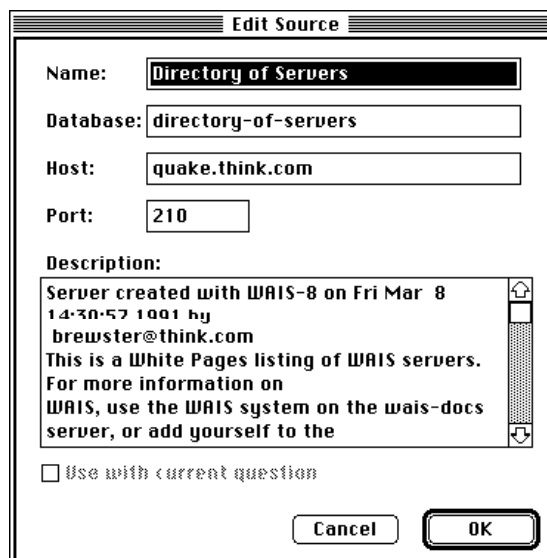 Edit Source
Name: Directory of Servers
Database: directory-of-servers
Host: quake.think.com
Port: 210
Description:
Server created with WAIS-8 on Fri Mar 8
14:30:57 1991 by
brewster@think.com
This is a White Pages listing of WAIS servers.
For more information on
WAIS, use the WAIS system on the wais-docs
server, or add yourself to the
Use with current question
Cancel OK